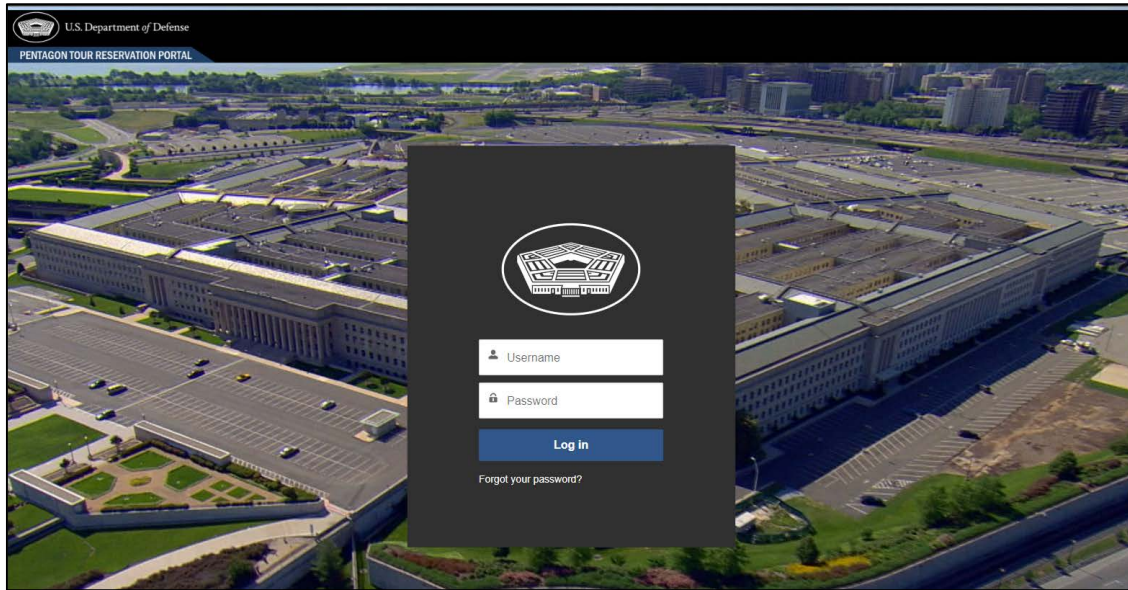 U.S. Department of Defense
PENTAGON TOUR RESERVATION PORTAL
Username
Password
Log in
Forgot your password?